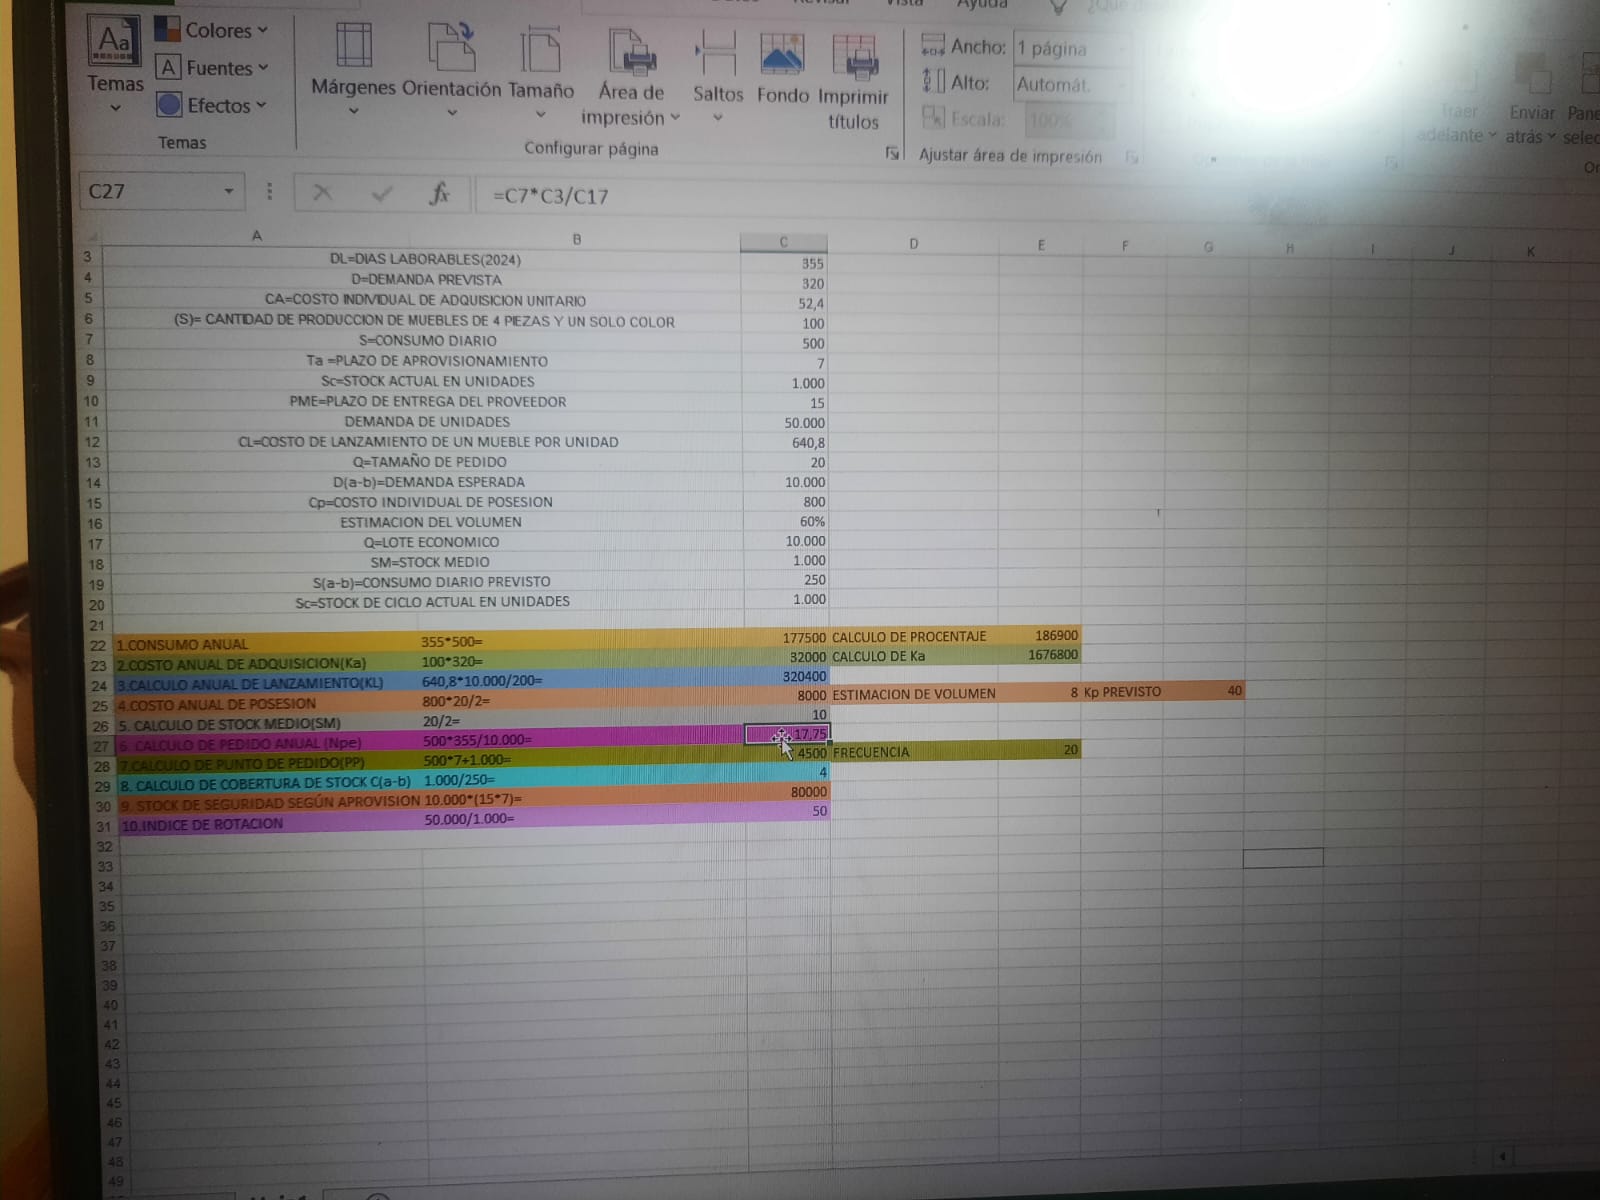 Revisar Vista Ayuda
Temas
Colores
Fuentes
Efectos
Temas
Márgenes
Orientación
Tamaño
Área de impresión
Saltos
Fondo
Imprimir títulos
Configurar página
Ancho: 1 página
Alto: Automát.
Escala: 100%
Ajustar área de impresión
Traer adelante
Enviar atrás
C27 fx =C7*C3/C17
A B C D E F G H I J K
3 DL=DIAS LABORABLES(2024) 355
4 D=DEMANDA PREVISTA 320
5 CA=COSTO INDIVIDUAL DE ADQUISICION UNITARIO 52,4
6 (S)= CANTIDAD DE PRODUCCION DE MUEBLES DE 4 PIEZAS Y UN SOLO COLOR 100
7 S=CONSUMO DIARIO 500
8 Ta =PLAZO DE APROVISIONAMIENTO 7
9 Sc=STOCK ACTUAL EN UNIDADES 1.000
10 PME=PLAZO DE ENTREGA DEL PROVEEDOR 15
11 DEMANDA DE UNIDADES 50.000
12 CL=COSTO DE LANZAMIENTO DE UN MUEBLE POR UNIDAD 640,8
13 Q=TAMAÑO DE PEDIDO 20
14 D(a-b)=DEMANDA ESPERADA 10.000
15 Cp=COSTO INDIVIDUAL DE POSESION 800
16 ESTIMACION DEL VOLUMEN 60%
17 Q=LOTE ECONOMICO 10.000
18 SM=STOCK MEDIO 1.000
19 S(a-b)=CONSUMO DIARIO PREVISTO 250
20 Sc=STOCK DE CICLO ACTUAL EN UNIDADES 1.000
21
22 1.CONSUMO ANUAL 355*500= 177500 CALCULO DE PROCENTAJE 186900
23 2.COSTO ANUAL DE ADQUISICION(Ka) 100*320= 32000 CALCULO DE Ka 1676800
24 3.CALCULO ANUAL DE LANZAMIENTO(KL) 640,8*10.000/200= 320400
25 4.COSTO ANUAL DE POSESION 800*20/2= 8000 ESTIMACION DE VOLUMEN 8 Kp PREVISTO 40
26 5. CALCULO DE STOCK MEDIO(SM) 20/2= 10
27 6. CALCULO DE PEDIDO ANUAL (Npe) 500*355/10.000= 17,75
28 7.CALCULO DE PUNTO DE PEDIDO(PP) 500*7+1.000= 4500 FRECUENCIA 20
29 8. CALCULO DE COBERTURA DE STOCK C(a-b) 1.000/250= 4
30 9. STOCK DE SEGURIDAD SEGÚN APROVISION 10.000*(15*7)= 80000
31 10.INDICE DE ROTACION 50.000/1.000= 50
32
33
34
35
36
37
38
39
40
41
42
43
44
45
46
47
48
49